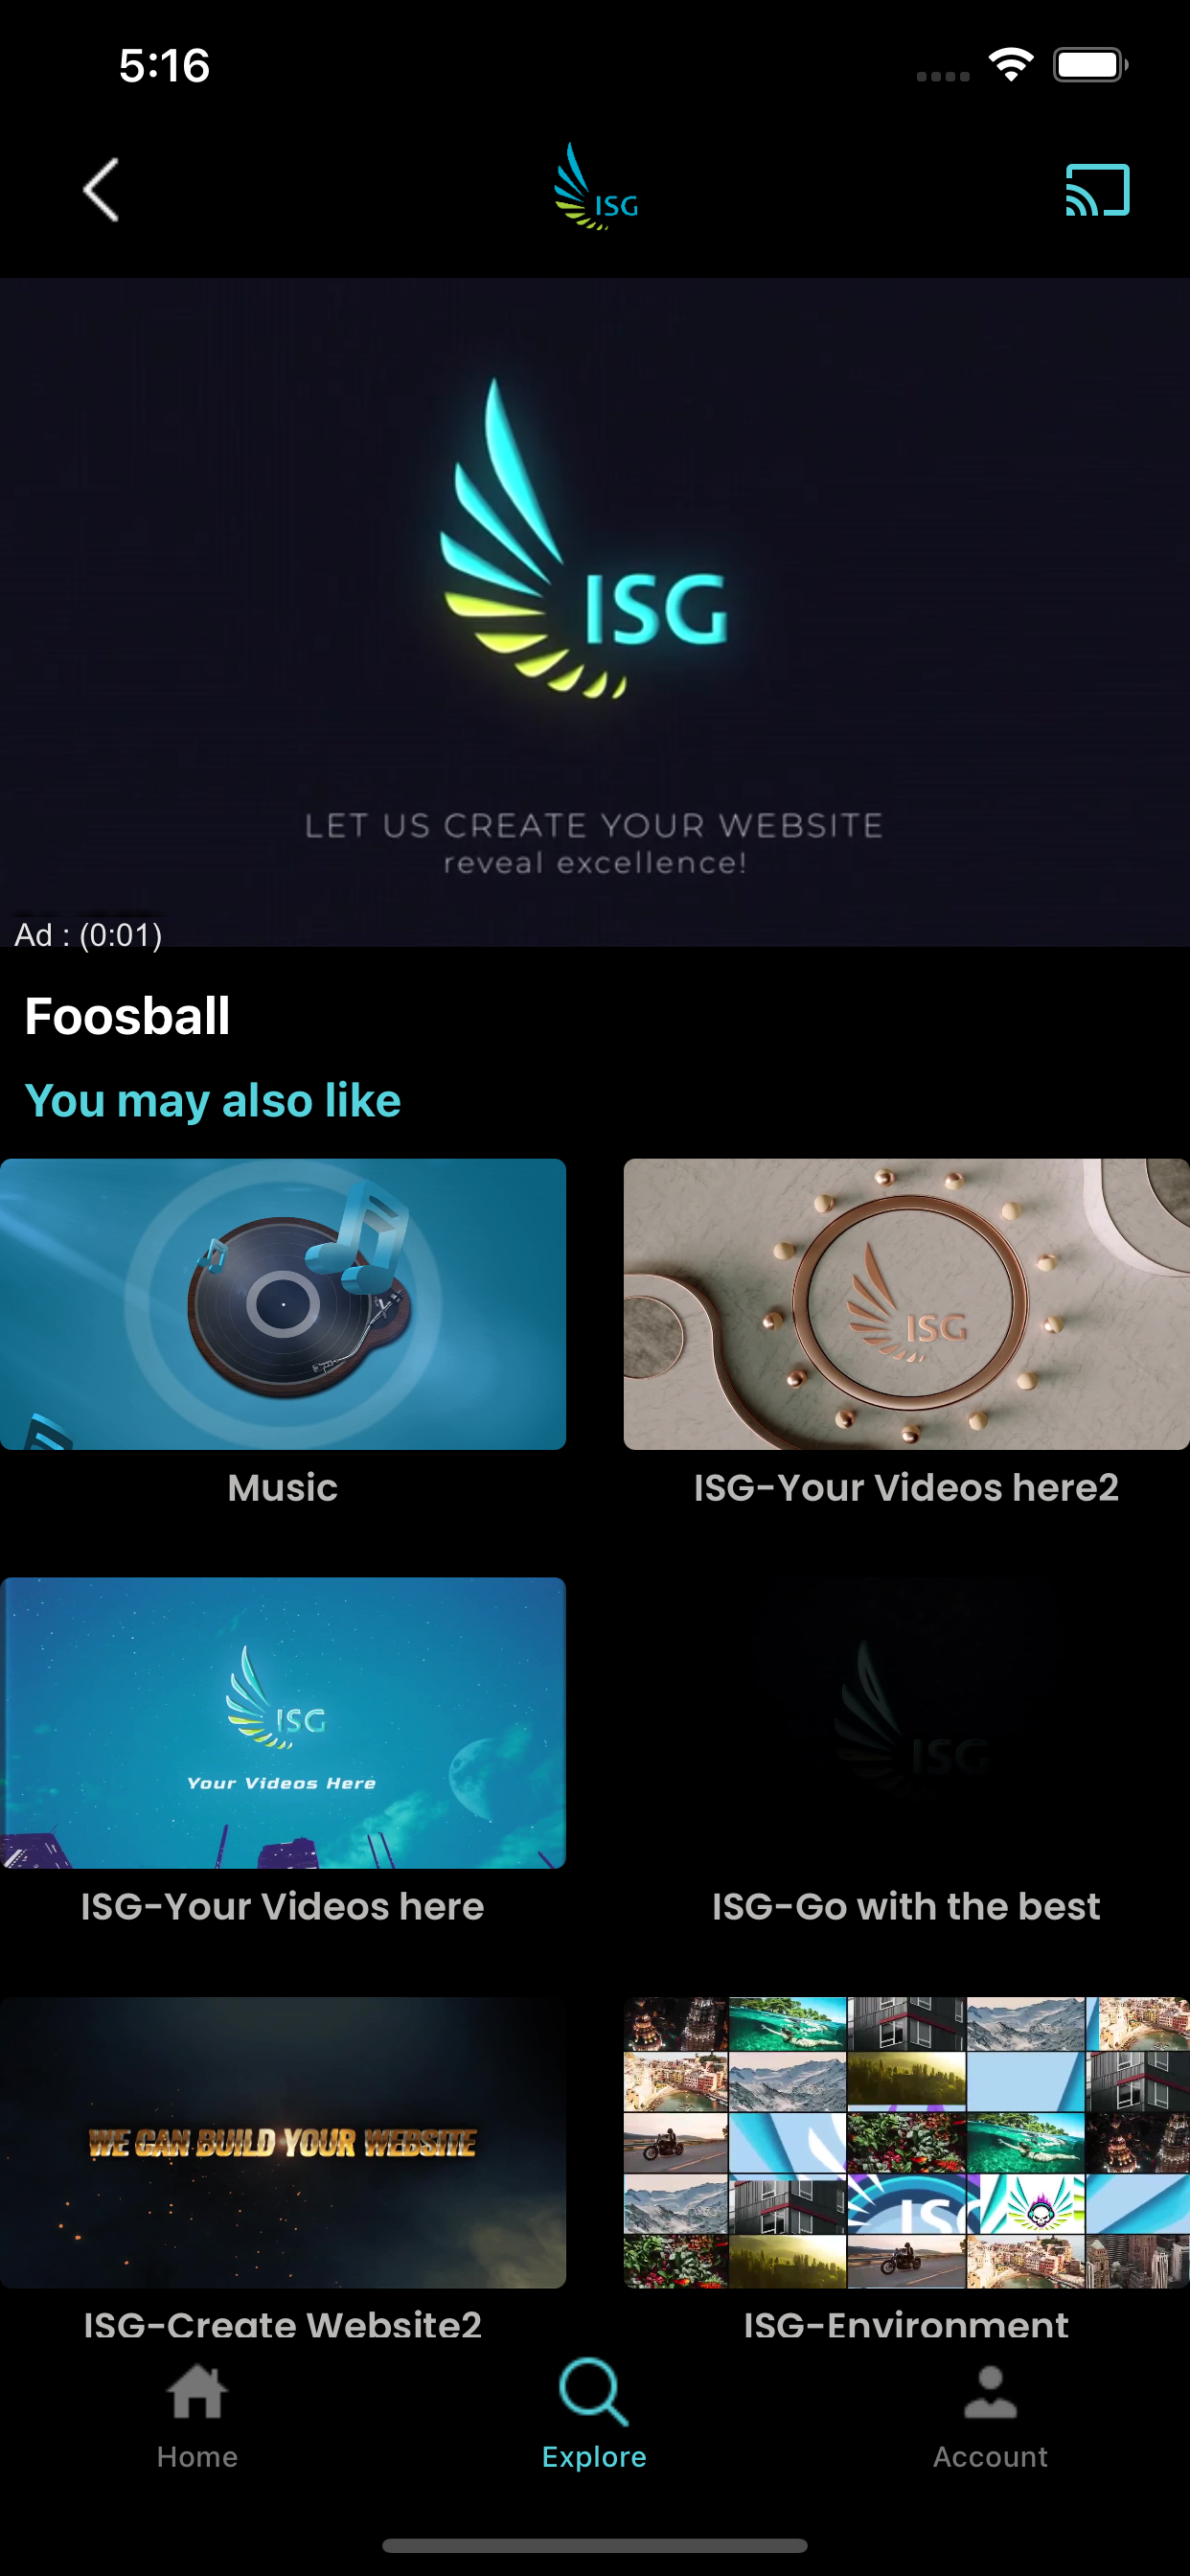 5:16
ISG
ISG
LET US CREATE YOUR WEBSITE
reveal excellence!
Ad : (0:01)
Foosball
You may also like
ISG
Music
ISG-Your Videos here2
ISG
Your Videos Here
ISG
ISG-Your Videos here
ISG-Go with the best
WE CAN BUILD YOUR WEBSITE
ISG
ISG-Create Website2
ISG-Environment
Home
Explore
Account